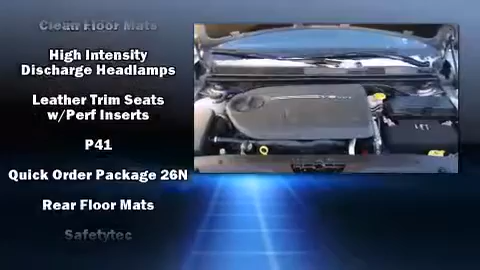 Clean Floor Mats
High Intensity
Discharge Headlamps
Leather Trim Seats
w/Perf Inserts
P41
Quick Order Package 26N
Rear Floor Mats
Safetytec